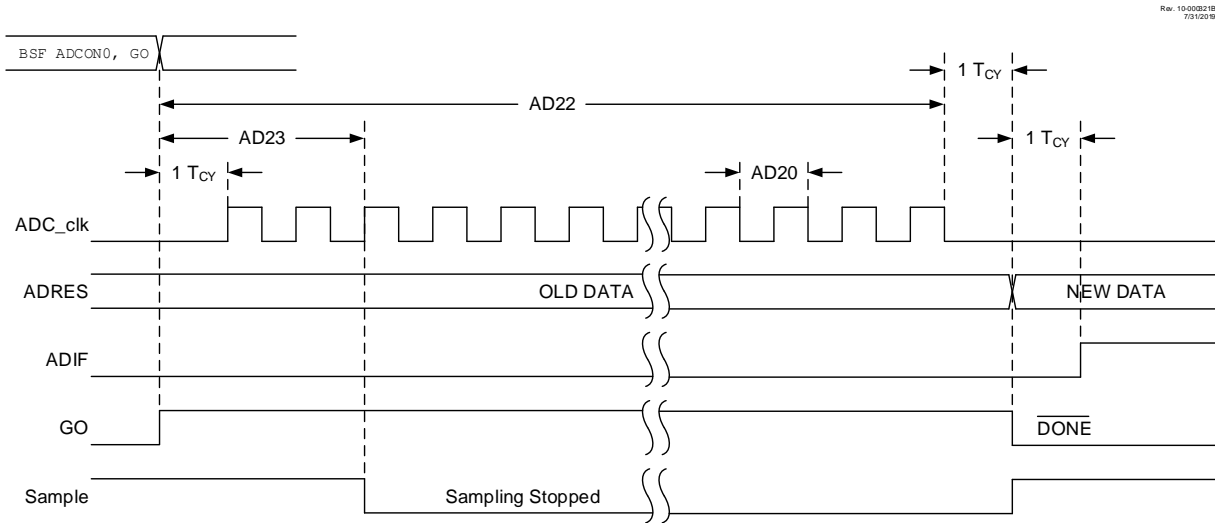 Rev. 10-000321B
7/31/2019
BSF ADCON0, GO
1 TCY
AD22
AD23
1 TCY
1 TCY
AD20
ADC_clk
ADRES
OLD DATA
NEW DATA
ADIF
GO
DONE
Sample
Sampling Stopped